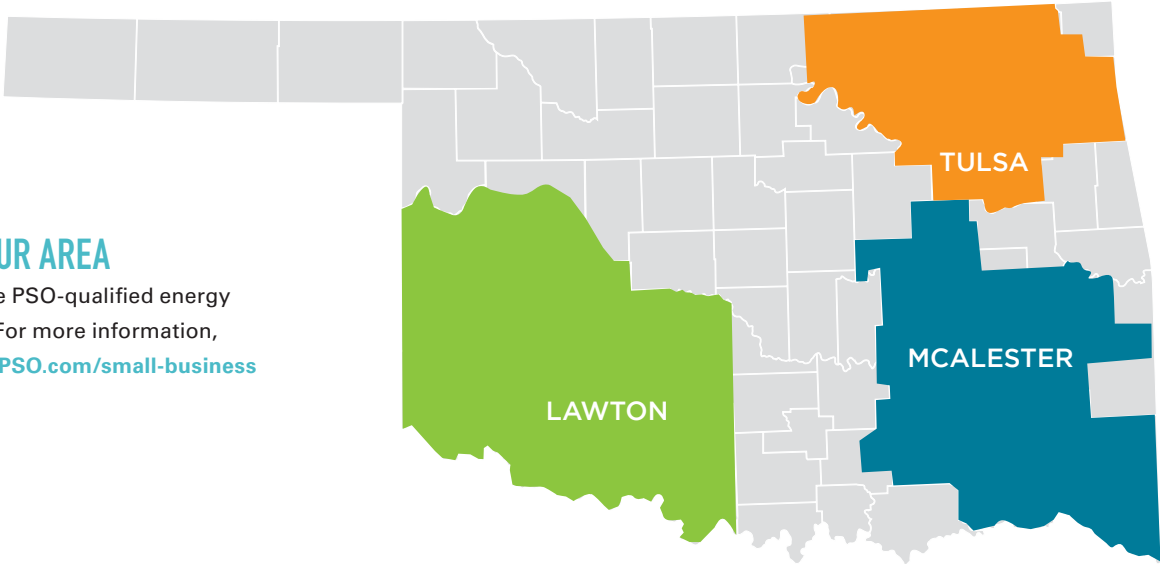 UR AREA
e PSO-qualified energy
For more information,
PSO.com/small-business
TULSA
MCALESTER
LAWTON